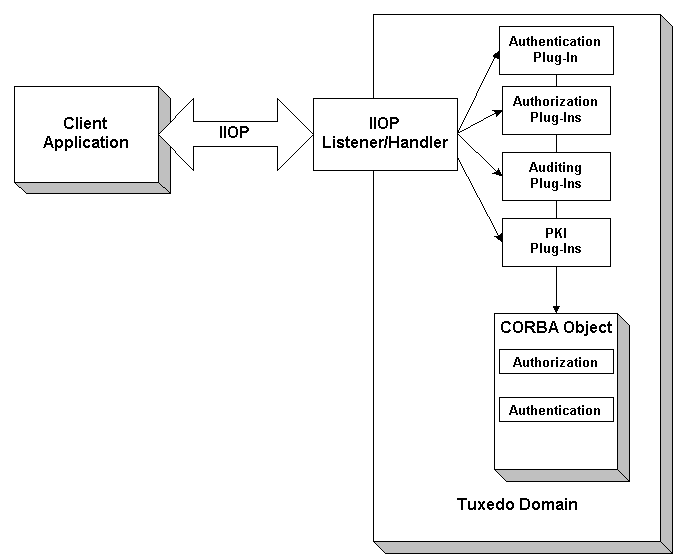 Client
Application
IIOP
IIOP
Listener/Handler
Authentication
Plug-In
Authorization
Plug-Ins
Auditing
Plug-Ins
PKI
Plug-Ins
CORBA Object
Authorization
Authentication
Tuxedo Domain